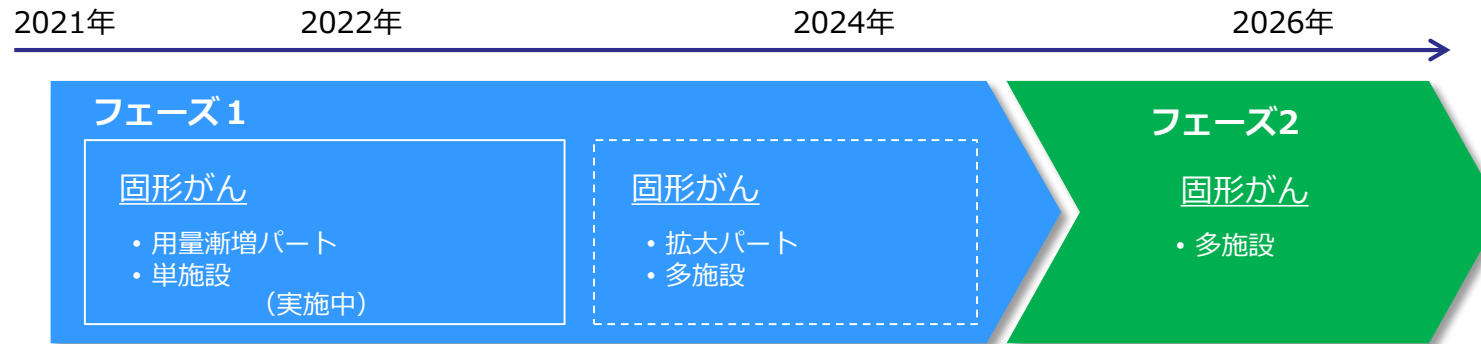 2021年 2022年 2024年 2026年
フェーズ１
固形がん
・用量漸増パート
・単施設
（実施中）
固形がん
・拡大パート
・多施設
フェーズ2
固形がん
・多施設